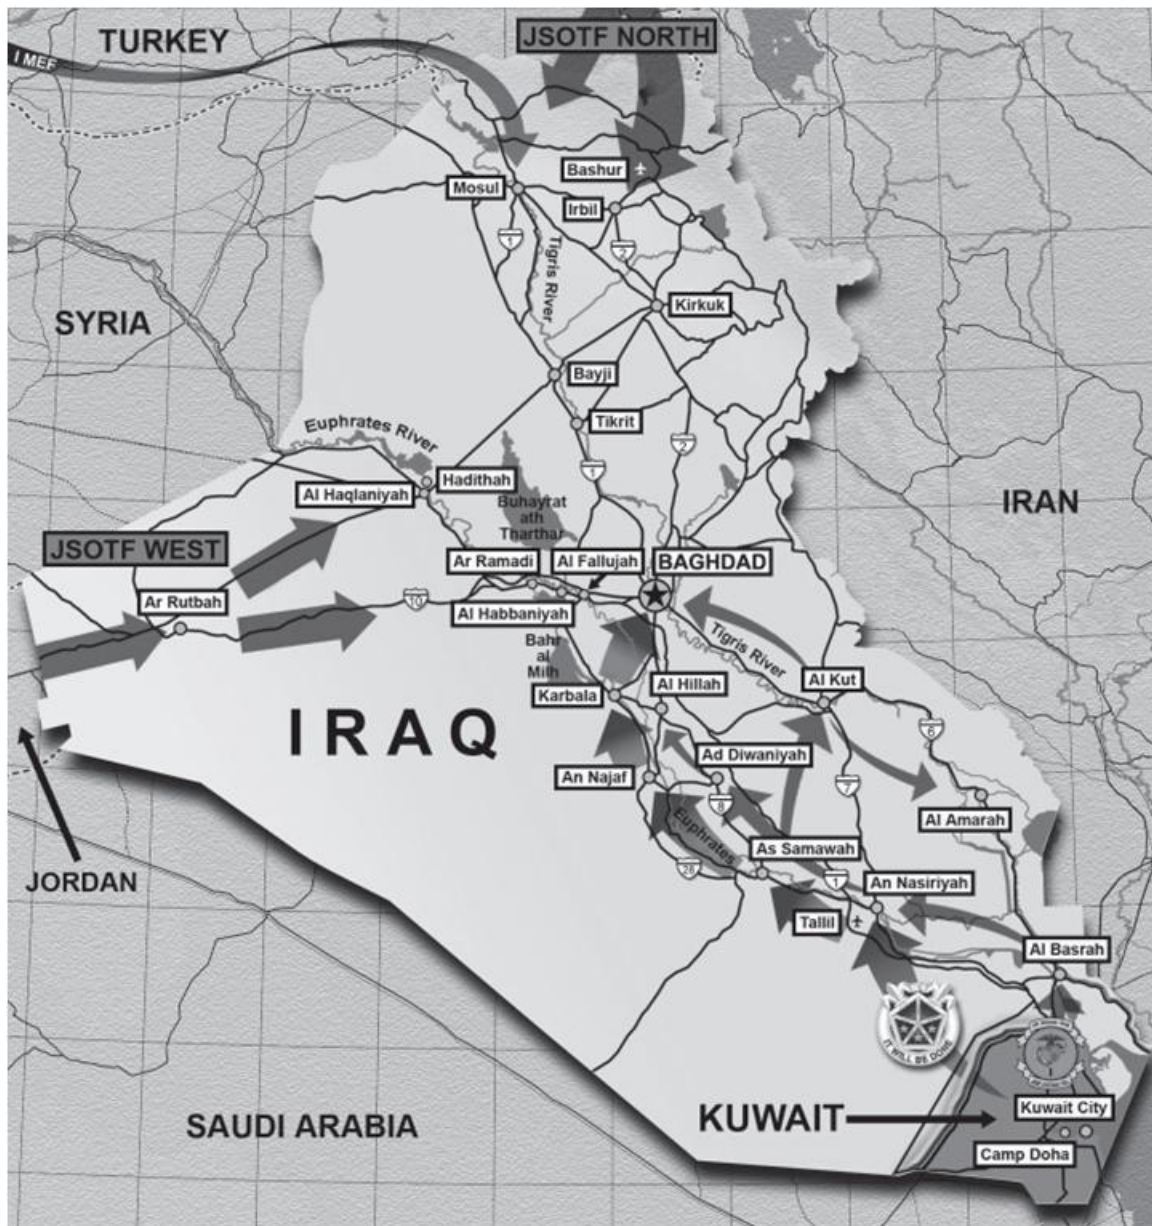 TURKEY
JSOTF NORTH
I MEF
Bashur
Mosul
Irbil
1
2
Tigris River
Kirkuk
SYRIA
Bayji
Tikrit
Euphrates River
2
1
Hadithah
Al Haqlaniyah
Buhayrat
ath
Tharthar
IRAN
JSOTF WEST
Ar Ramadi
Al Fallujah
BAGHDAD
Ar Rutbah
10
Al Habbaniyah
Bahr
al
Milh
Tigris River
Karbala
Al Hillah
Al Kut
IRAQ
6
Ad Diwaniyah
An Najaf
7
8
Al Amarah
Euphrates
As Samawah
28
1
An Nasiriyah
JORDAN
Tallil
Al Basrah
IT WILL BE DONE
KUWAIT
Kuwait City
SAUDI ARABIA
Camp Doha